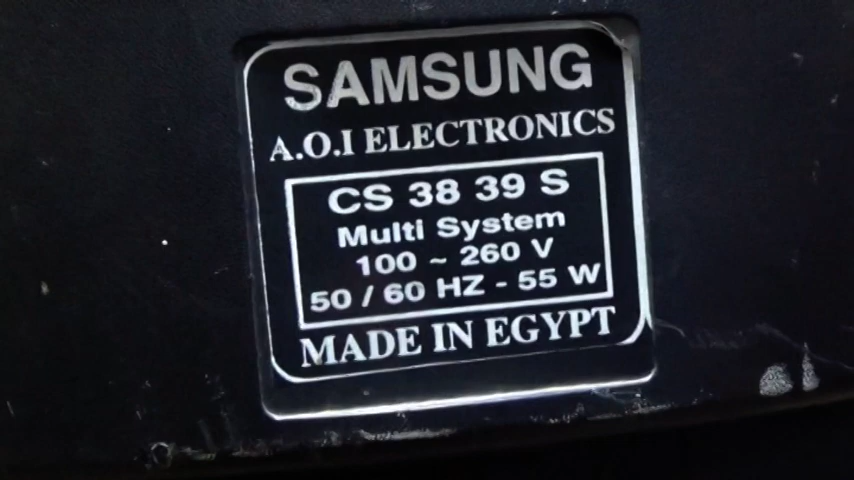 SAMSUNG
A.O.I ELECTRONICS
CS 38 39 S
Multi System
100 ~ 260 V
50 / 60 HZ - 55 W
MADE IN EGYPT